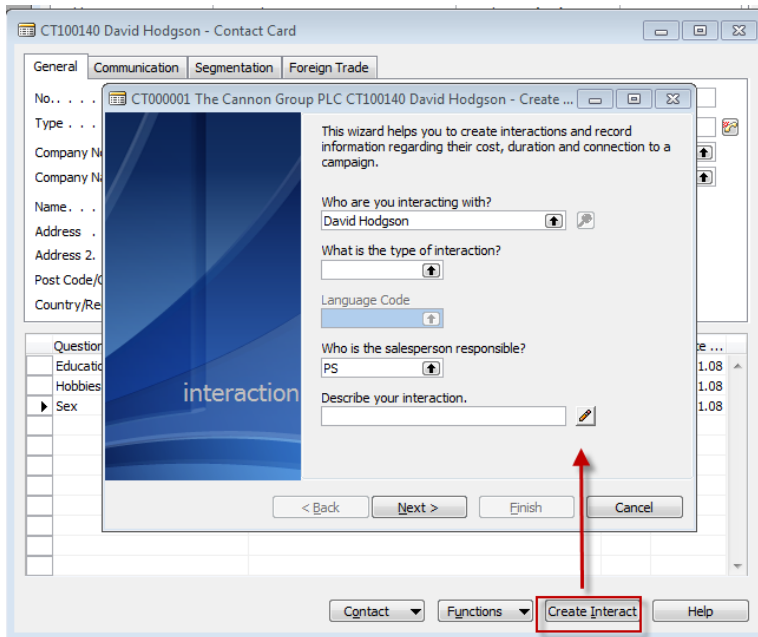 CT100140 David Hodgson - Contact Card
General Communication Segmentation Foreign Trade
No.. . . .
Type . . .
Company
Company
Name. . .
Address .
Address 2.
Post Code/
CT000001 The Cannon Group PLC CT100140 David Hodgson - Create ...
This wizard helps you to create interactions and record
information regarding their cost, duration and connection to a
campaign.
Who are you interacting with?
David Hodgson
What is the type of interaction?
Language Code
Who is the salesperson responsible?
PS
Describe your interaction.
interaction
< Back Next > Finish Cancel
1.08
Hobbies 1.08
Sex 1.08
Contact Functions Create Interact Help